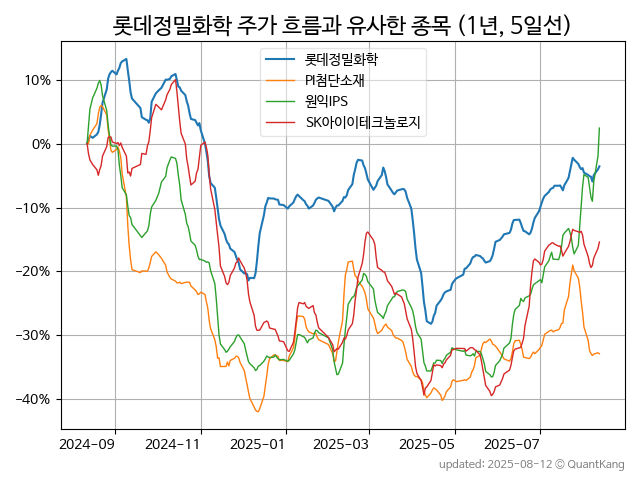 롯데정밀화학 주가 흐름과 유사한 종목 (1년, 5일선)
롯데정밀화학
PI첨단소재
원익IPS
SK아이이테크놀로지
10%
0%
−10%
−20%
−30%
−40%
2024−09
2024−11
2025−01
2025−03
2025−05
2025−07
updated: 2025-08-12 © QuantKang